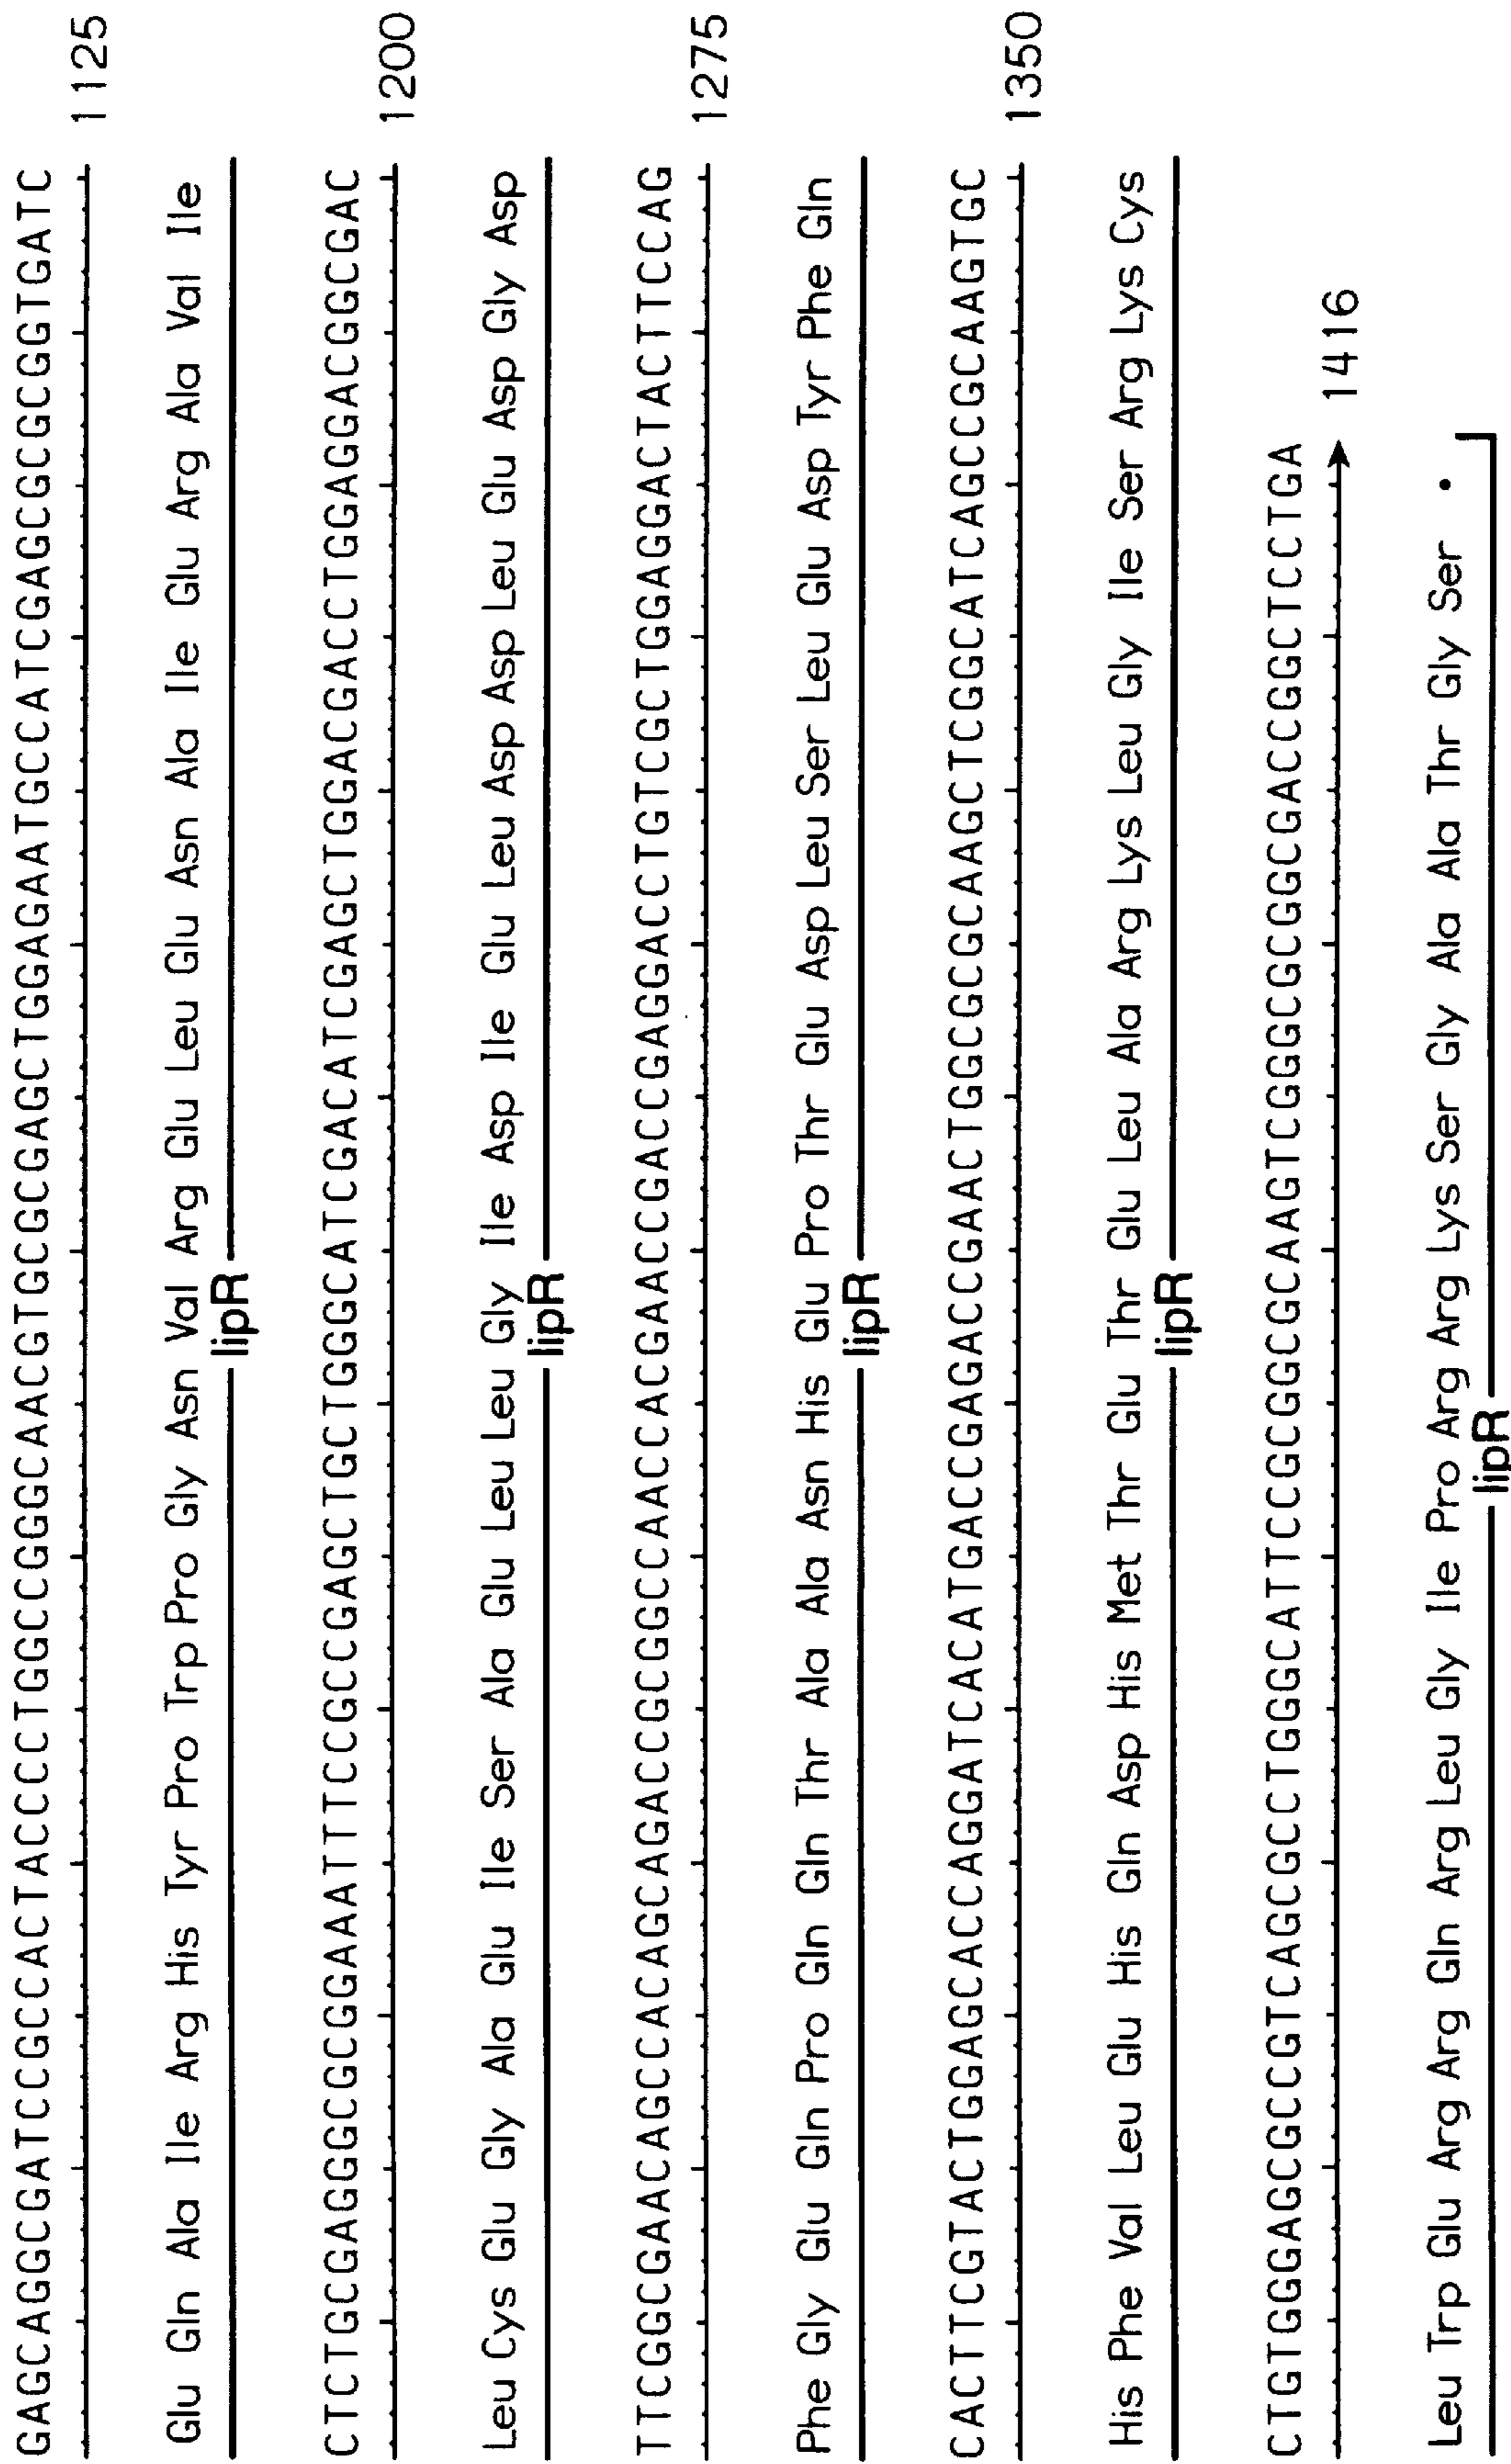 GAGCAGGCGATCCGCCACTACCCCTGGCCGGGCAACGTGCGCGAGCTGGAGAATGCCATCGAGCGCGCGGTGATC
1125
Glu Gln Ala Ile Arg His Tyr Pro Trp Pro Gly Asn Val Arg Glu Leu Glu Asn Ala Ile Glu Arg Ala Val Ile
lipR
CTCTGCGAGGGCGCGGAAATTTCCGCCGAGCTGCTGGGCATCGACATCGAGCTGGACGACCTGGAGGACGGCGAC
1200
Leu Cys Glu Gly Ala Glu Ile Ser Ala Glu Leu Leu Gly Ile Asp Ile Glu Leu Asp Asp Leu Glu Asp Gly Asp
lipR
TTCGGCGAACAGCCACAGCAGACCGCGGCCAACCACGAACCGACCGAGGACCTGTCGCTGGAGGACTACTTCCAG
1275
Phe Gly Glu Gln Pro Gln Gln Thr Ala Ala Asn His Glu Pro Thr Glu Asp Leu Ser Leu Glu Asp Tyr Phe Gln
lipR
CACTTCGTACTGGAGCACCAGGATCACATGACCGAGACCGAACTGGCGCGCAAGCTCGGCATCAGCCGCAAGTGC
1350
His Phe Val Leu Glu His Gln Asp His Met Thr Glu Thr Glu Leu Ala Arg Lys Leu Gly Ile Ser Arg Lys Cys
lipR
CTGTGGGAGCGCCGTCAGCGCCTGGGCATTCCGCGGCGCAAGTCGGGCGCGGCGACCGGCTCCTGA
1416
Leu Trp Glu Arg Arg Gln Arg Leu Gly Ile Pro Arg Arg Lys Ser Gly Ala Ala Thr Gly Ser •
lipR